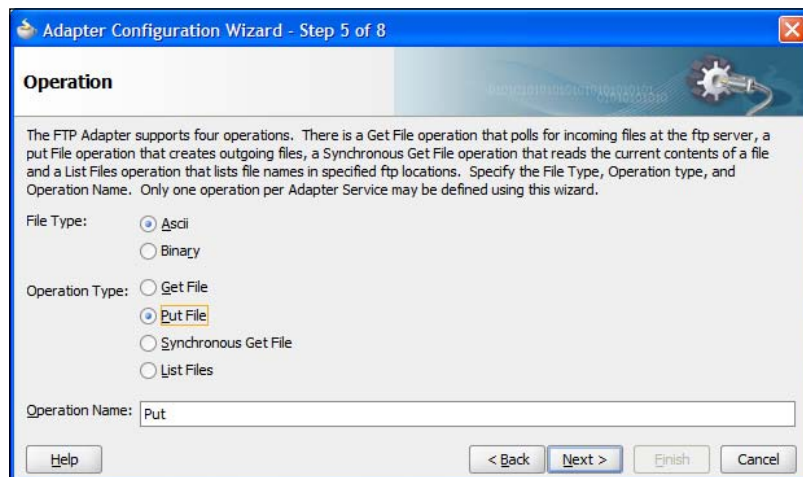 Adapter Configuration Wizard - Step 5 of 8
Operation
The FTP Adapter supports four operations. There is a Get File operation that polls for incoming files at the ftp server, a
put File operation that creates outgoing files, a Synchronous Get File operation that reads the current contents of a file
and a List Files operation that lists file names in specified ftp locations. Specify the File Type, Operation type, and
Operation Name. Only one operation per Adapter Service may be defined using this wizard.
File Type:
Ascii
Binary
Operation Type:
Get File
Put File
Synchronous Get File
List Files
Operation Name: Put
Help < Back Next > Finish Cancel